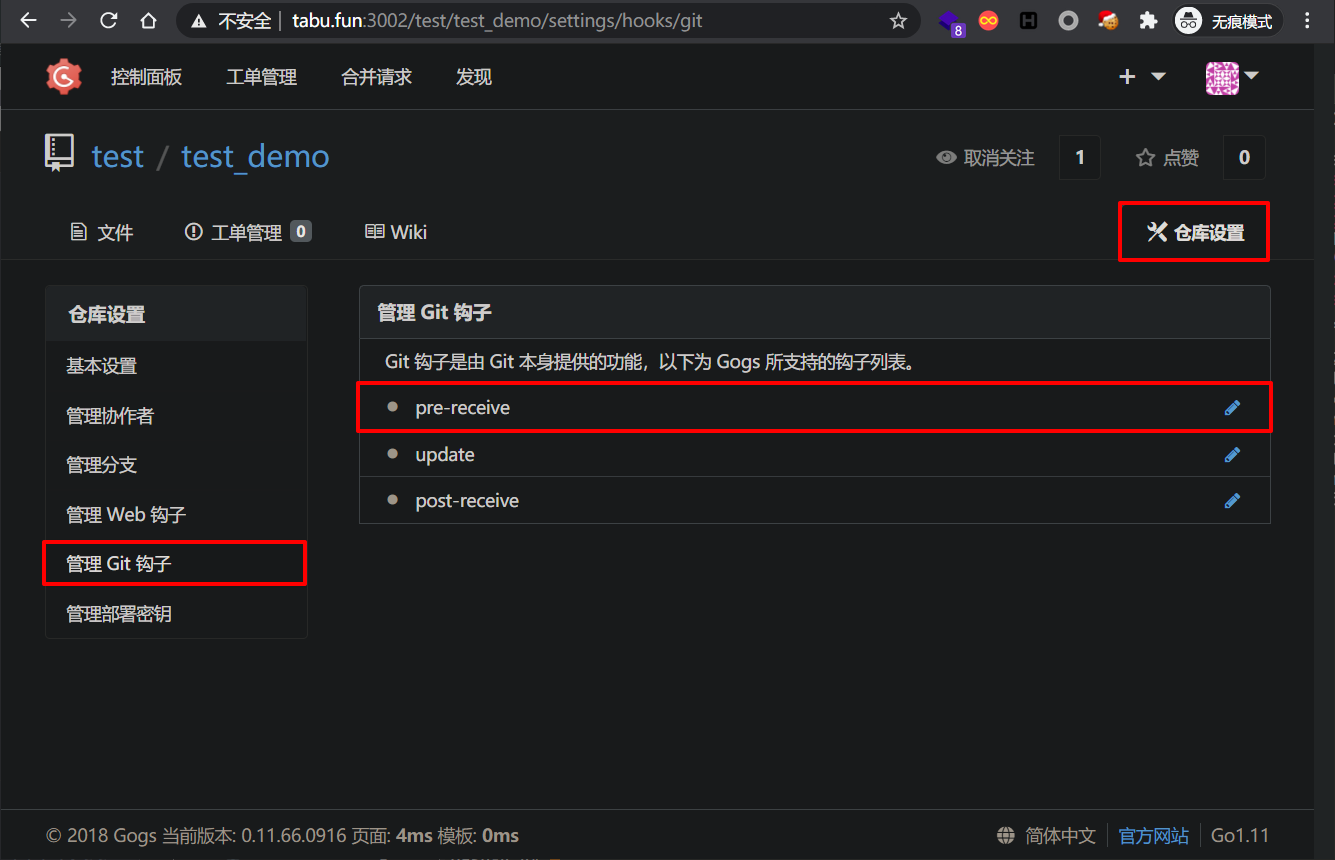 不安全 | tabu.fun:3002/test/test_demo/settings/hooks/git 8 H 无痕模式
控制面板 工单管理 合并请求 发现
test / test_demo 取消关注 1 点赞 0
文件 工单管理 0 Wiki 仓库设置
仓库设置
基本设置
管理协作者
管理分支
管理 Web 钩子
管理 Git 钩子
管理部署密钥
管理 Git 钩子
Git 钩子是由 Git 本身提供的功能，以下为 Gogs 所支持的钩子列表。
pre-receive
update
post-receive
© 2018 Gogs 当前版本: 0.11.66.0916 页面: 4ms 模板: 0ms 简体中文 官方网站 Go1.11